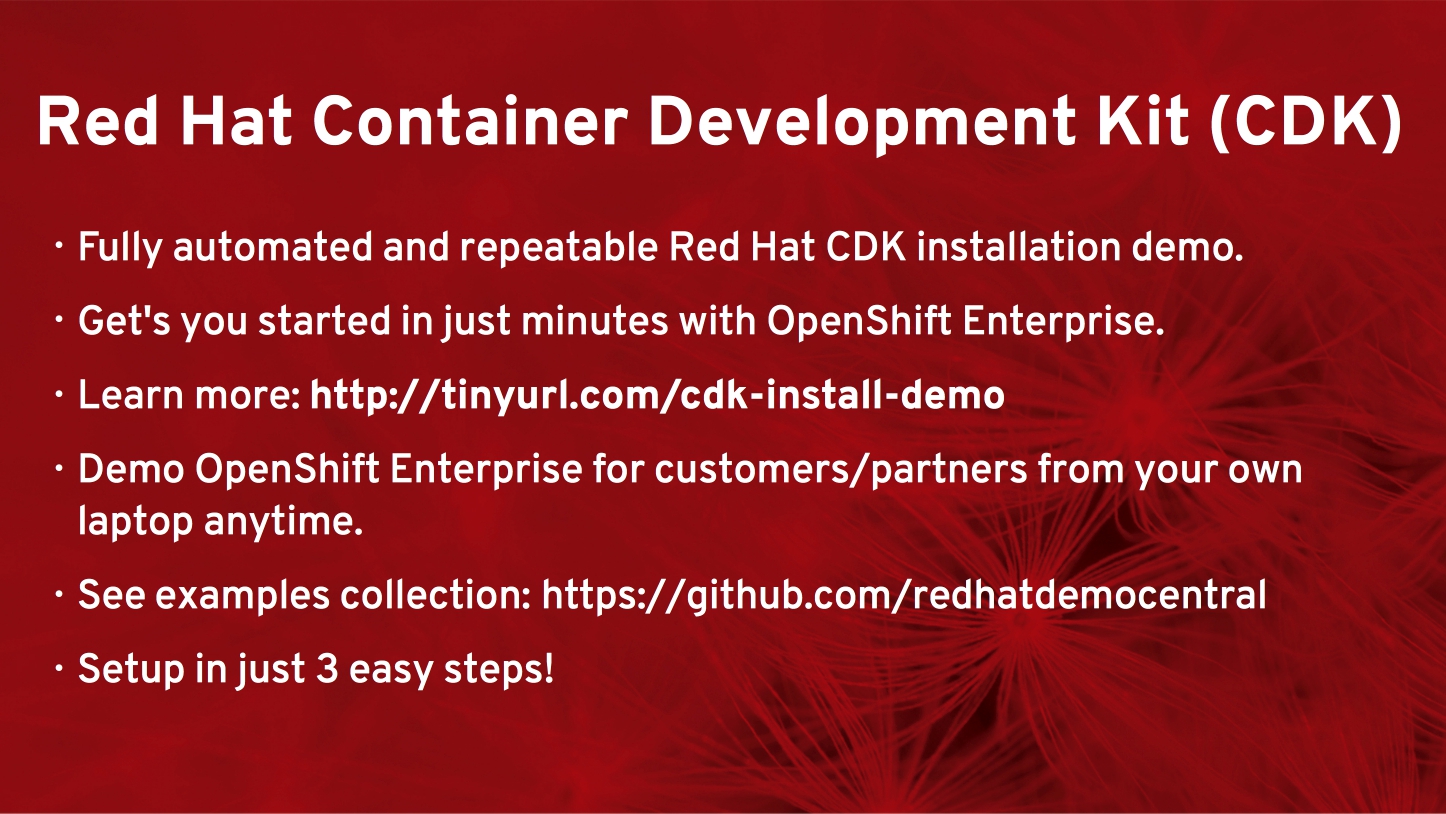 Red Hat Container Development Kit (CDK)
· Fully automated and repeatable Red Hat CDK installation demo.
· Get's you started in just minutes with OpenShift Enterprise.
· Learn more: http://tinyurl.com/cdk-install-demo
· Demo OpenShift Enterprise for customers/partners from your own
laptop anytime.
· See examples collection: https://github.com/redhatdemocentral
· Setup in just 3 easy steps!